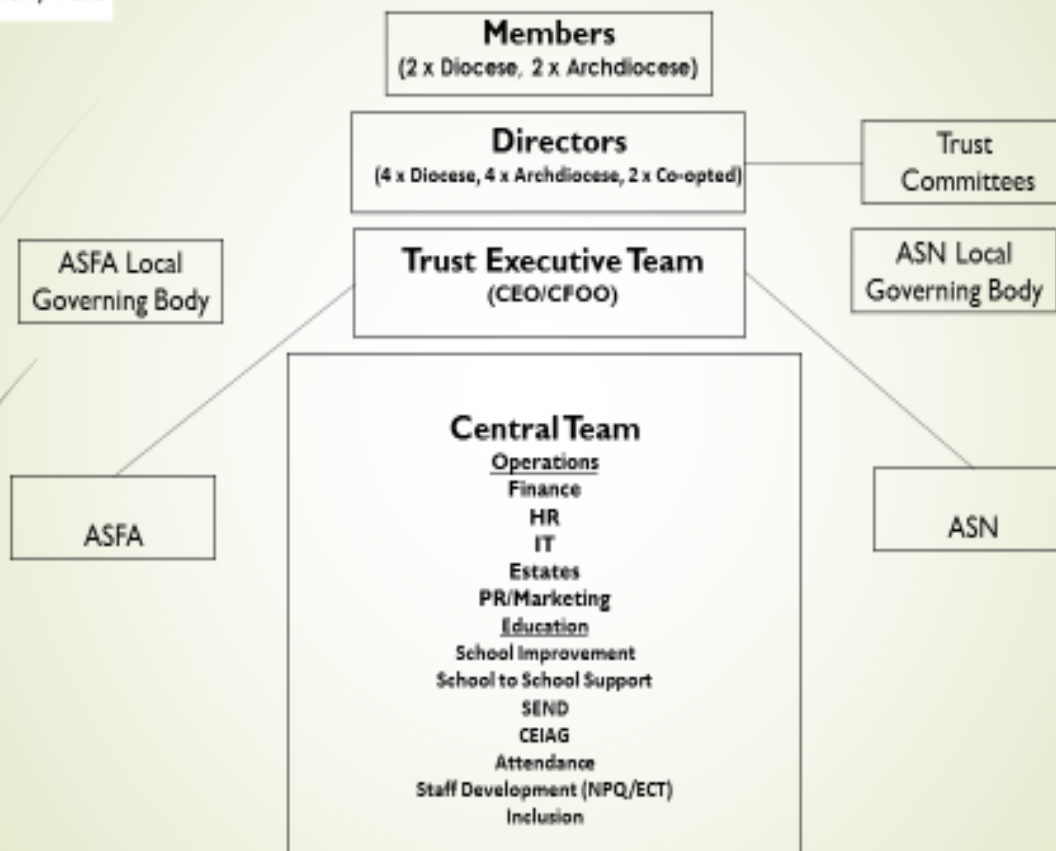 Members
(2 x Diocese, 2 x Archdiocese)
Directors
(4 x Diocese, 4 x Archdiocese, 2 x Co-opted)
Trust
Committees
ASFA Local
Governing Body
Trust Executive Team
(CEO/CFOO)
ASN Local
Governing Body
Central Team
Operations
Finance
HR
IT
Estates
PR/Marketing
Education
School Improvement
School to School Support
SEND
CEIAG
Attendance
Staff Development (NPQ/ECT)
Inclusion
ASFA
ASN